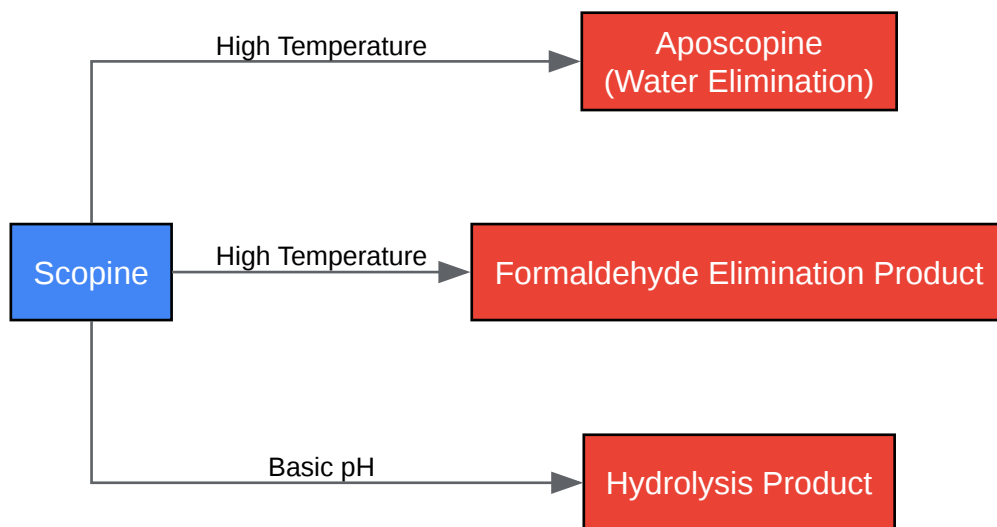 High Temperature
Aposcopine
(Water Elimination)
Scopine
High Temperature
Formaldehyde Elimination Product
Basic pH
Hydrolysis Product